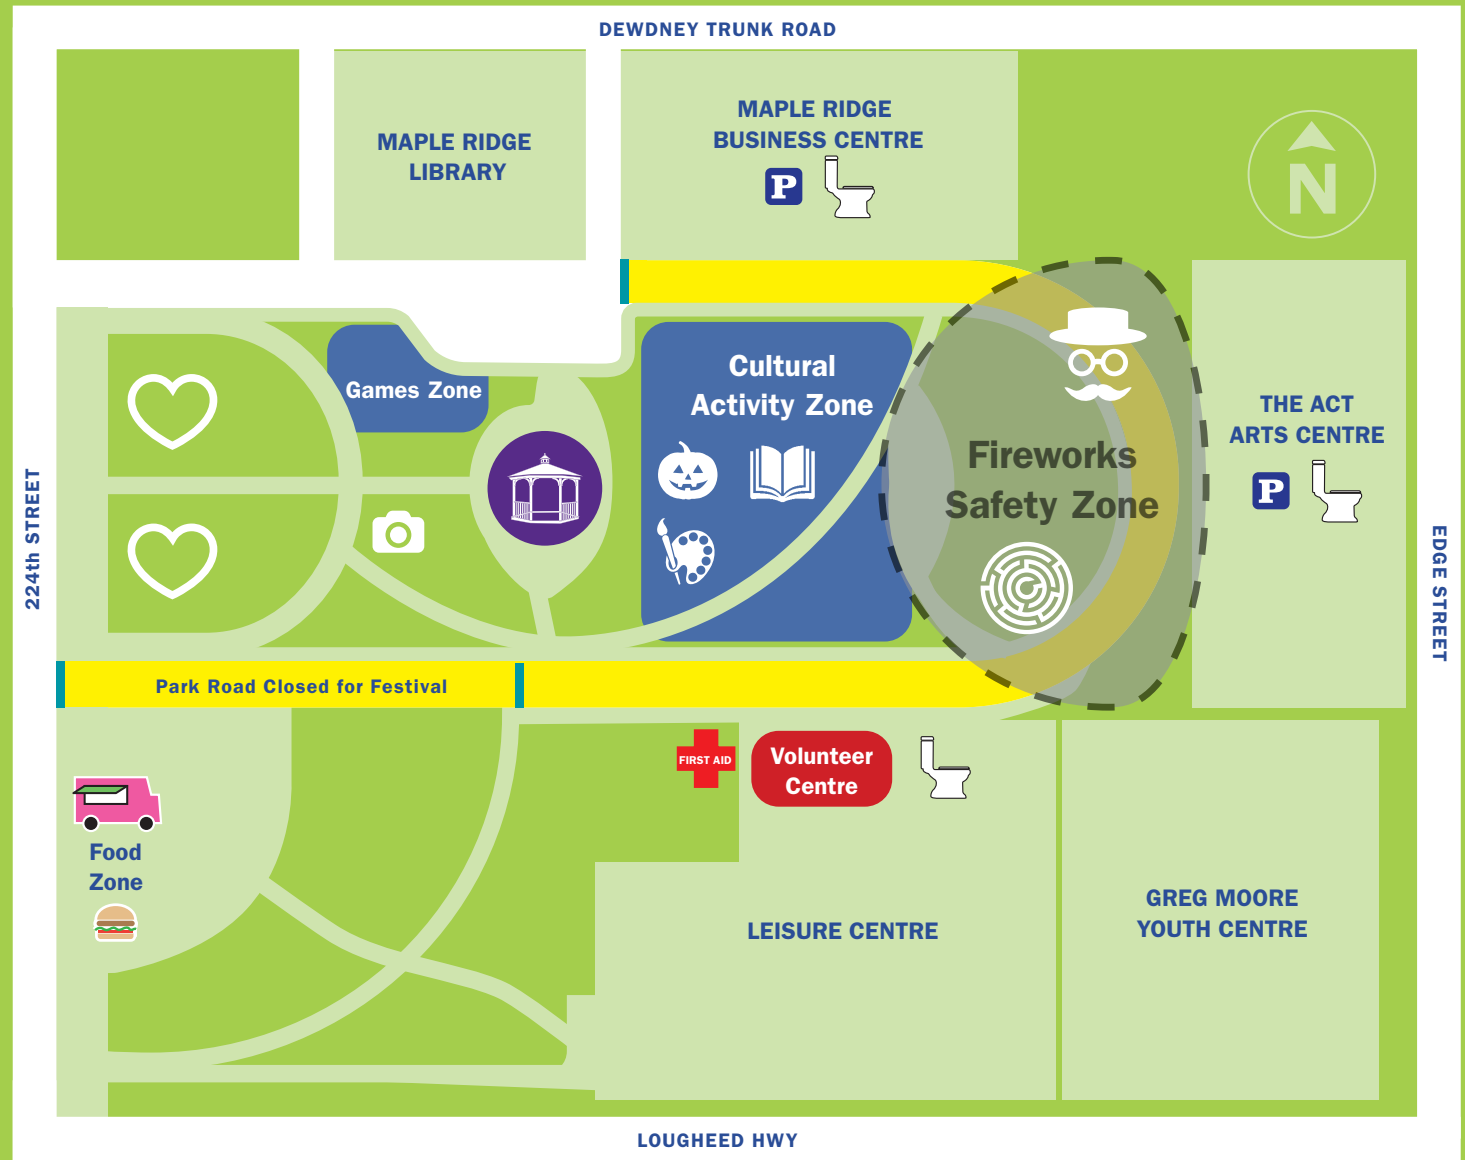 DEWDNEY TRUNK ROAD
MAPLE RIDGE
LIBRARY
MAPLE RIDGE
BUSINESS CENTRE
P
N
Games Zone
Cultural
Activity Zone
Fireworks
Safety Zone
THE ACT
ARTS CENTRE
P
224th STREET
EDGE STREET
Park Road Closed for Festival
FIRST AID
Volunteer
Centre
Food
Zone
LEISURE CENTRE
GREG MOORE
YOUTH CENTRE
LOUGHEED HWY